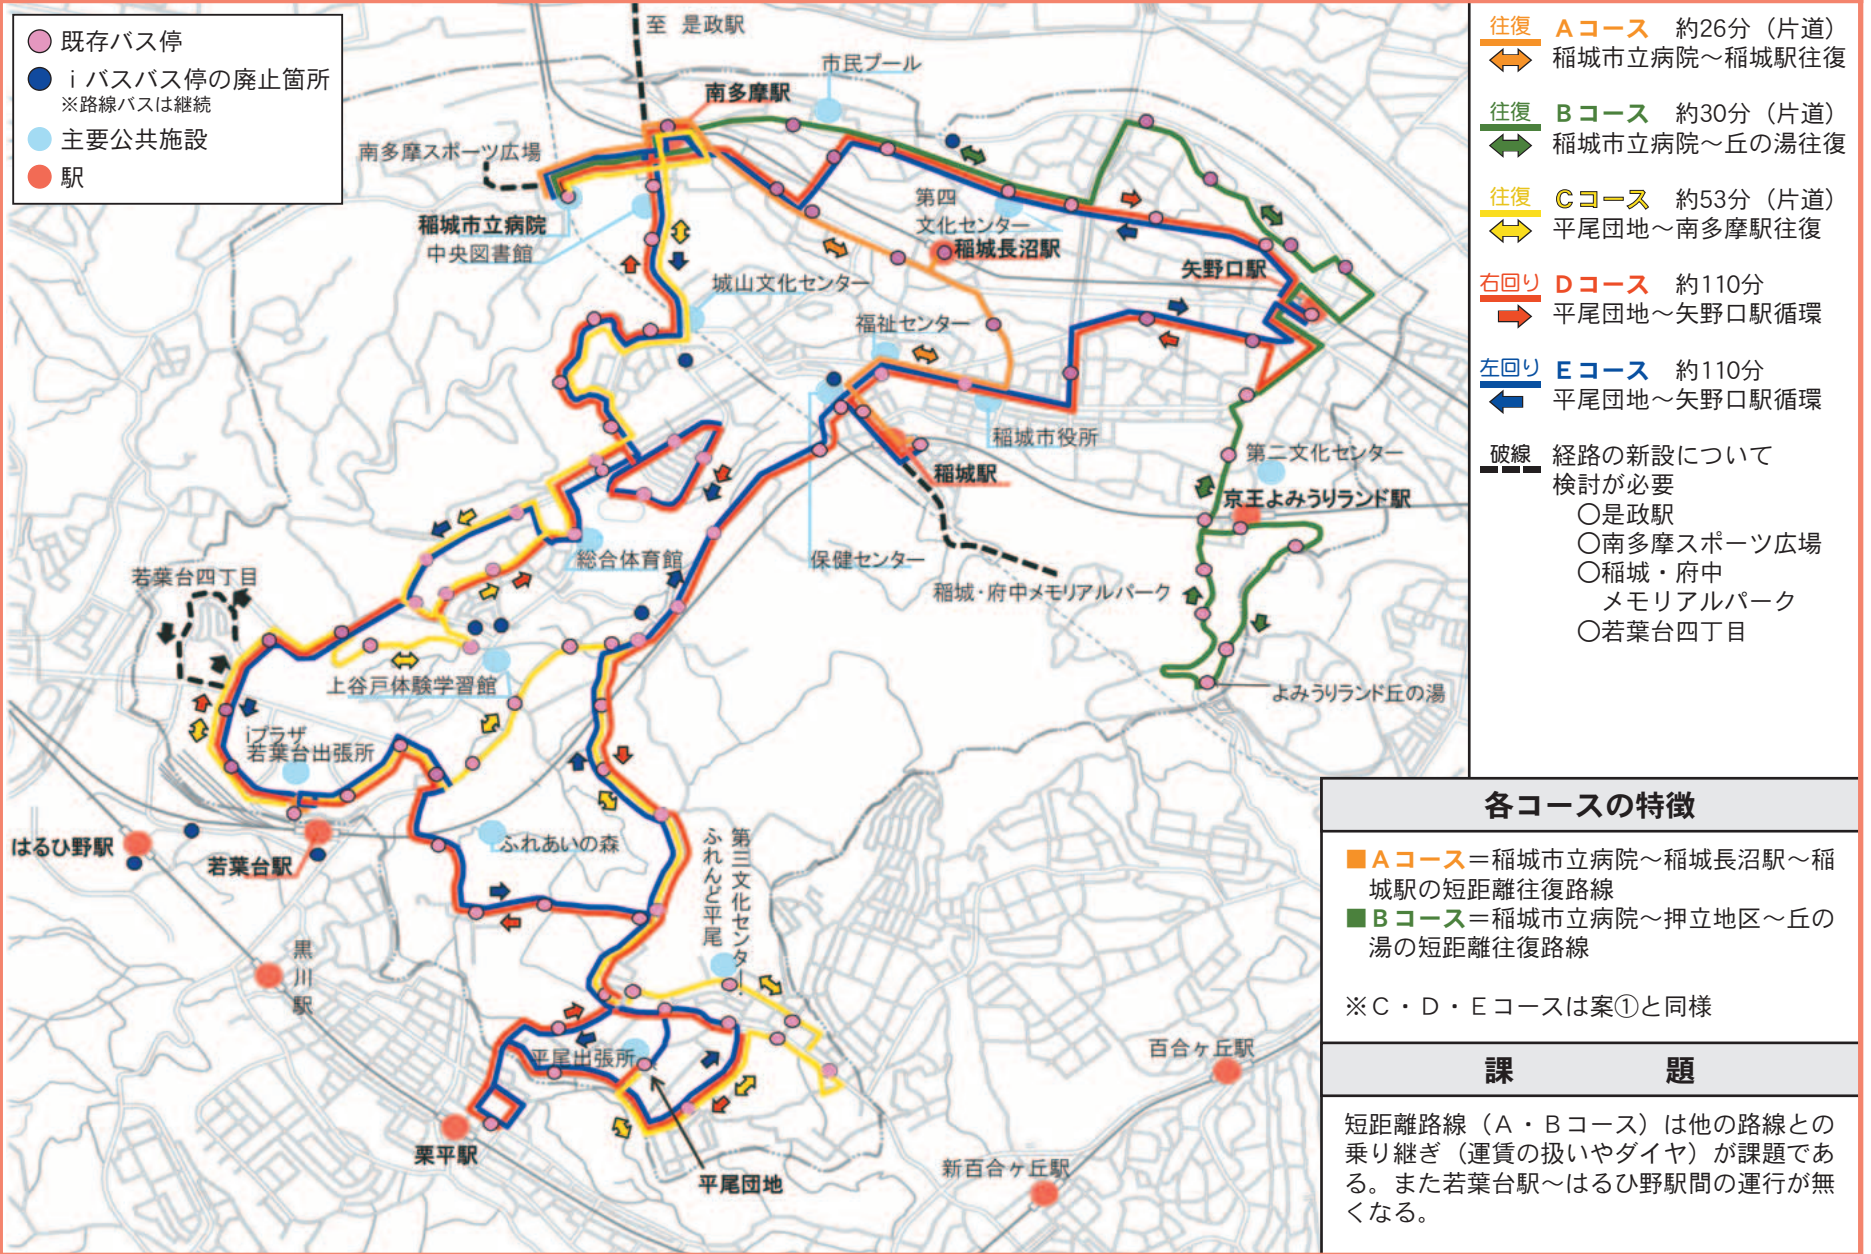 既存バス停
ｉバスバス停の廃止箇所
※路線バスは継続
主要公共施設
駅
至 是政駅
市民プール
南多摩駅
南多摩スポーツ広場
稲城市立病院
中央図書館
第四
文化センター
稲城長沼駅
矢野口駅
城山文化センター
福祉センター
稲城市役所
第二文化センター
稲城駅
京王よみうりランド駅
総合体育館
保健センター
稲城・府中メモリアルパーク
若葉台四丁目
上谷戸体験学習館
よみうりランド丘の湯
iプラザ
若葉台出張所
はるひ野駅
若葉台駅
ふれあいの森
第三文化センター・
ふれんど平尾
黒川駅
平尾出張所
百合ヶ丘駅
栗平駅
平尾団地
新百合ヶ丘駅
往復 Ａコース 約26分（片道）
稲城市立病院～稲城駅往復
往復 Ｂコース 約30分（片道）
稲城市立病院～丘の湯往復
往復 Ｃコース 約53分（片道）
平尾団地～南多摩駅往復
右回り Ｄコース 約110分
平尾団地～矢野口駅循環
左回り Ｅコース 約110分
平尾団地～矢野口駅循環
破線 経路の新設について
検討が必要
〇是政駅
〇南多摩スポーツ広場
〇稲城・府中
メモリアルパーク
〇若葉台四丁目
各コースの特徴
■Ａコース＝稲城市立病院～稲城長沼駅～稲
城駅の短距離往復路線
■Ｂコース＝稲城市立病院～押立地区～丘の
湯の短距離往復路線
※Ｃ・Ｄ・Ｅコースは案①と同様
課　題
短距離路線（Ａ・Ｂコース）は他の路線との
乗り継ぎ（運賃の扱いやダイヤ）が課題であ
る。また若葉台駅～はるひ野駅間の運行が無
くなる。